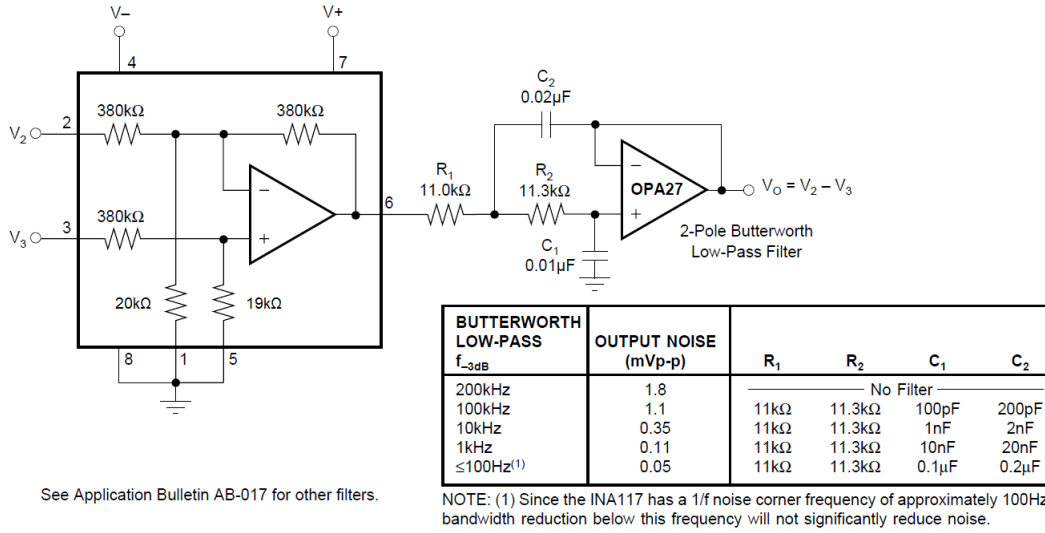 V– V+
4 7
380kΩ 380kΩ
V2 2
C2
0.02µF
R1 R2
11.0kΩ 11.3kΩ
–
OPA27
+
VO = V2 – V3
6
380kΩ
V3 3
–
+
C1
0.01µF
2-Pole Butterworth
Low-Pass Filter
20kΩ 19kΩ
8 1 5
BUTTERWORTH
LOW-PASS OUTPUT NOISE
f–3dB (mVp-p) R1 R2 C1 C2
200kHz 1.8 No Filter
100kHz 1.1 11kΩ 11.3kΩ 100pF 200pF
10kHz 0.35 11kΩ 11.3kΩ 1nF 2nF
1kHz 0.11 11kΩ 11.3kΩ 10nF 20nF
≤100Hz(1) 0.05 11kΩ 11.3kΩ 0.1µF 0.2µF
See Application Bulletin AB-017 for other filters.
NOTE: (1) Since the INA117 has a 1/f noise corner frequency of approximately 100Hz
bandwidth reduction below this frequency will not significantly reduce noise.